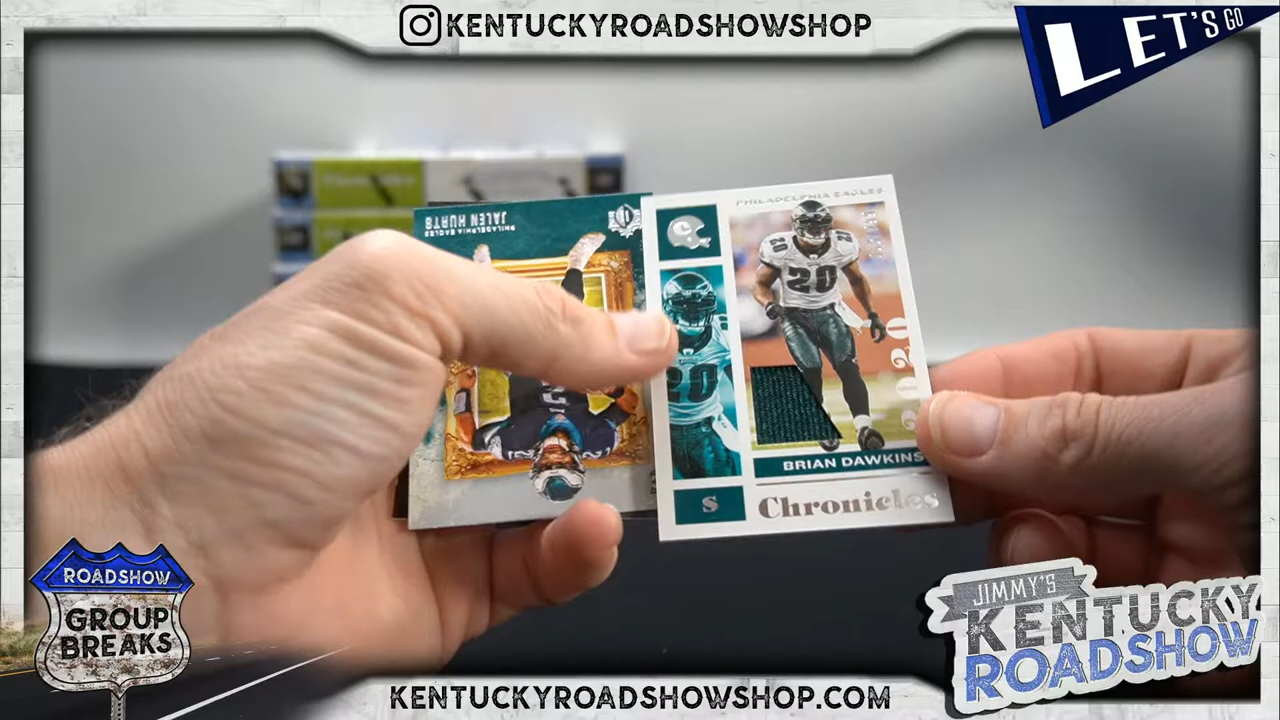 KENTUCKYROADSHOWSHOP
LET'S GO
PHILADELPHIA EAGLES
JALEN HURTS
PHILADELPHIA EAGLES
20
20
2020
BRIAN DAWKINS
S
Chronicles
ROADSHOW
GROUP
BREAKS
JIMMY'S
KENTUCKY
ROADSHOW
KENTUCKYROADSHOWSHOP.COM